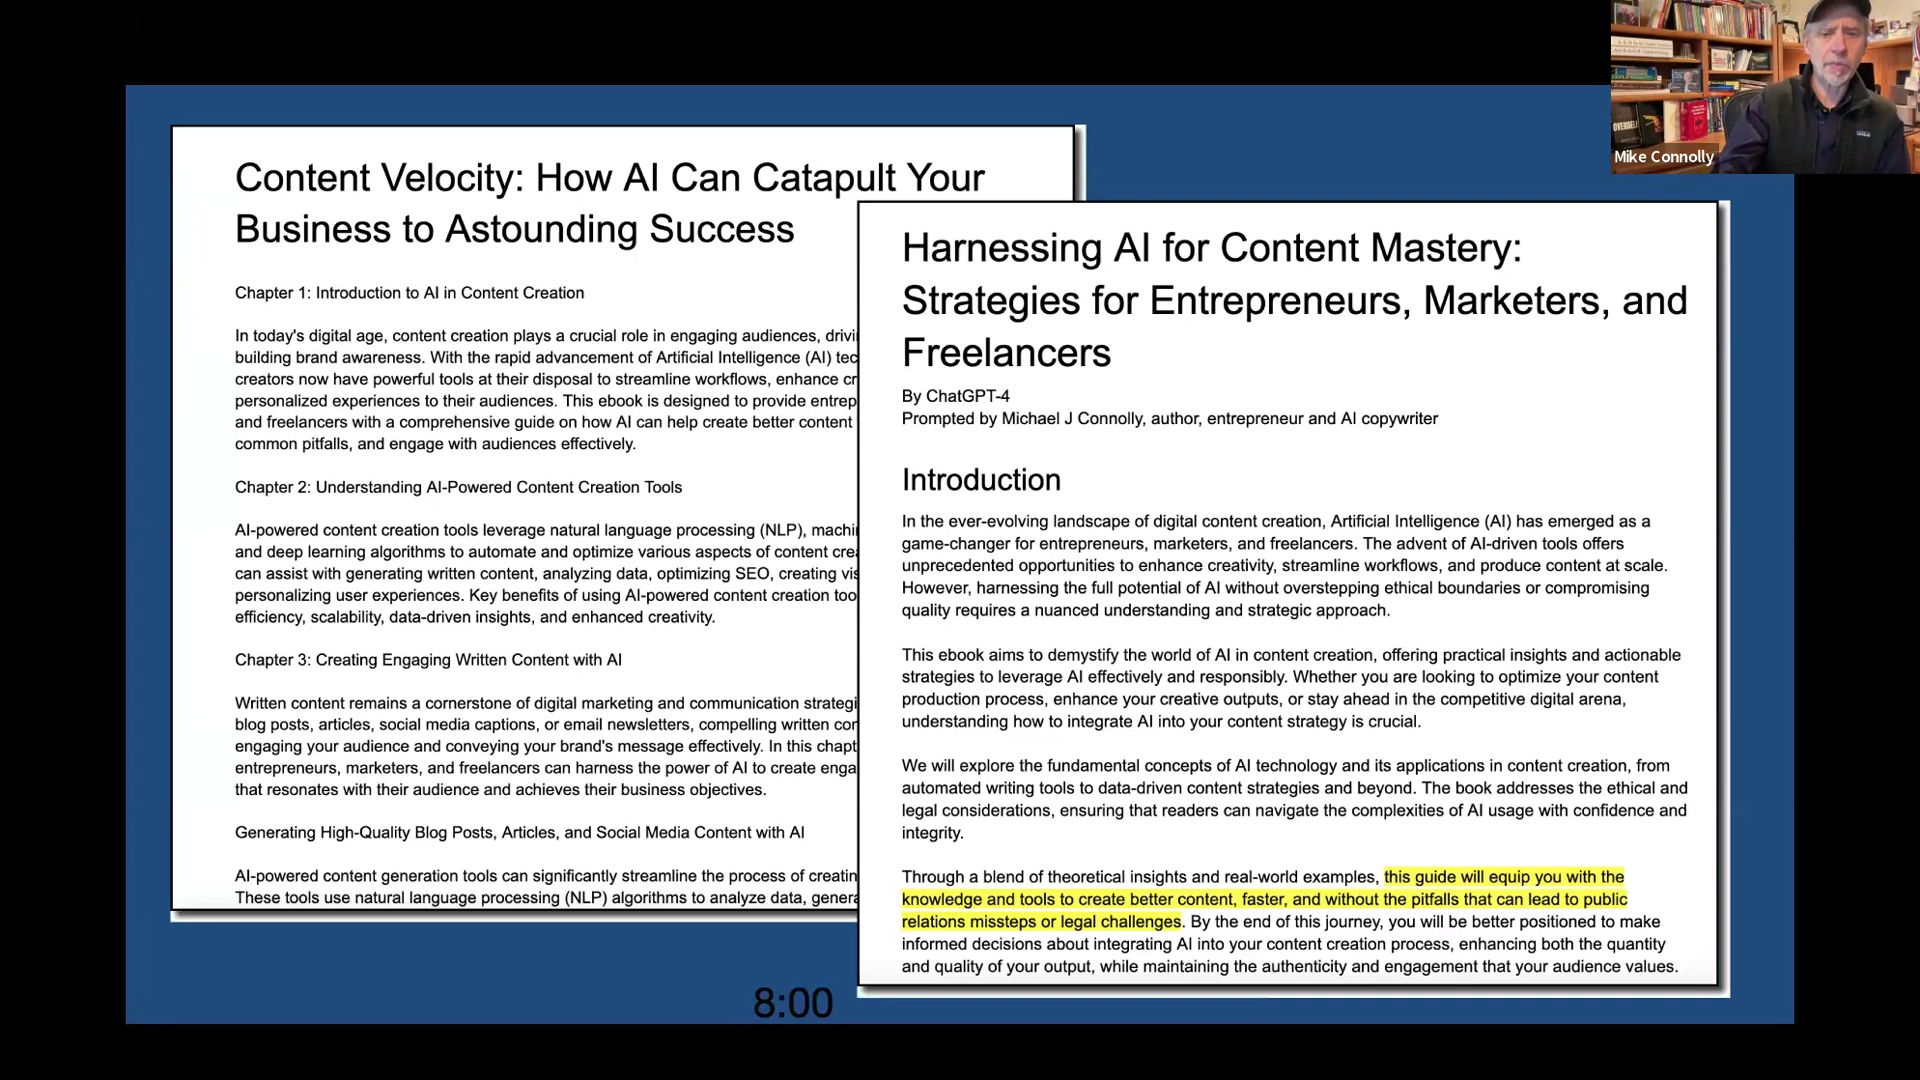 Content Velocity: How AI Can Catapult Your
Business to Astounding Success
Chapter 1: Introduction to AI in Content Creation
In today's digital age, content creation plays a crucial role in engaging audiences, drivi
building brand awareness. With the rapid advancement of Artificial Intelligence (AI) tec
creators now have powerful tools at their disposal to streamline workflows, enhance cr
personalized experiences to their audiences. This ebook is designed to provide entrep
and freelancers with a comprehensive guide on how AI can help create better content
common pitfalls, and engage with audiences effectively.
Chapter 2: Understanding AI-Powered Content Creation Tools
AI-powered content creation tools leverage natural language processing (NLP), machi
and deep learning algorithms to automate and optimize various aspects of content crea
can assist with generating written content, analyzing data, optimizing SEO, creating vis
personalizing user experiences. Key benefits of using AI-powered content creation too
efficiency, scalability, data-driven insights, and enhanced creativity.
Chapter 3: Creating Engaging Written Content with AI
Written content remains a cornerstone of digital marketing and communication strategi
blog posts, articles, social media captions, or email newsletters, compelling written con
engaging your audience and conveying your brand's message effectively. In this chapt
entrepreneurs, marketers, and freelancers can harness the power of AI to create enga
that resonates with their audience and achieves their business objectives.
Generating High-Quality Blog Posts, Articles, and Social Media Content with AI
AI-powered content generation tools can significantly streamline the process of creatin
These tools use natural language processing (NLP) algorithms to analyze data, genera
Harnessing AI for Content Mastery:
Strategies for Entrepreneurs, Marketers, and
Freelancers
By ChatGPT-4
Prompted by Michael J Connolly, author, entrepreneur and AI copywriter
Introduction
In the ever-evolving landscape of digital content creation, Artificial Intelligence (AI) has emerged as a
game-changer for entrepreneurs, marketers, and freelancers. The advent of AI-driven tools offers
unprecedented opportunities to enhance creativity, streamline workflows, and produce content at scale.
However, harnessing the full potential of AI without overstepping ethical boundaries or compromising
quality requires a nuanced understanding and strategic approach.
This ebook aims to demystify the world of AI in content creation, offering practical insights and actionable
strategies to leverage AI effectively and responsibly. Whether you are looking to optimize your content
production process, enhance your creative outputs, or stay ahead in the competitive digital arena,
understanding how to integrate AI into your content strategy is crucial.
We will explore the fundamental concepts of AI technology and its applications in content creation, from
automated writing tools to data-driven content strategies and beyond. The book addresses the ethical and
legal considerations, ensuring that readers can navigate the complexities of AI usage with confidence and
integrity.
Through a blend of theoretical insights and real-world examples, this guide will equip you with the
knowledge and tools to create better content, faster, and without the pitfalls that can lead to public
relations missteps or legal challenges. By the end of this journey, you will be better positioned to make
informed decisions about integrating AI into your content creation process, enhancing both the quantity
and quality of your output, while maintaining the authenticity and engagement that your audience values.
8:00
Mike Connolly